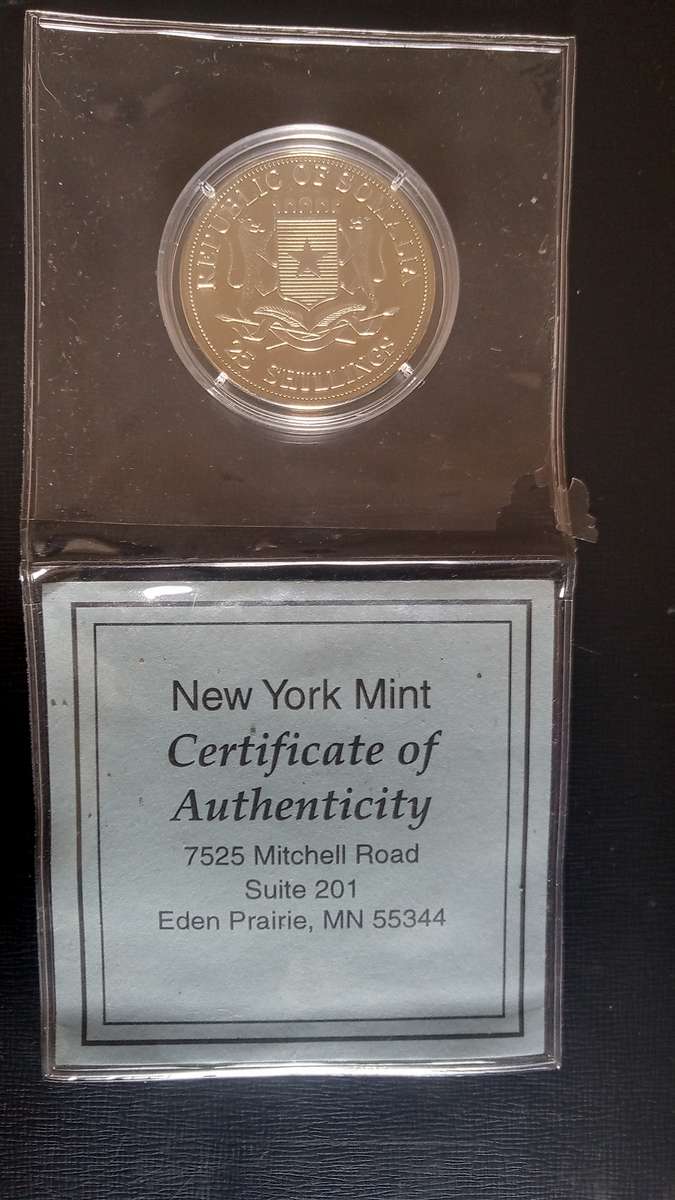 REPUBLIC OF SOMALIA
25 SHILLINGS
New York Mint
Certificate of
Authenticity
7525 Mitchell Road
Suite 201
Eden Prairie, MN 55344